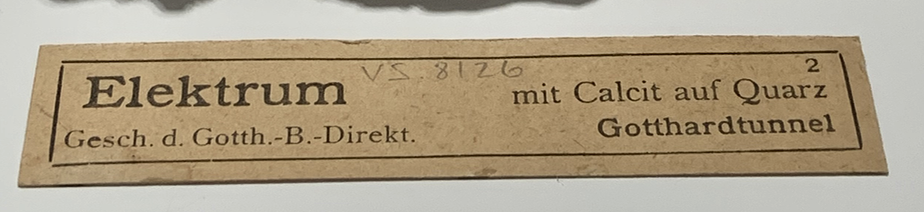 Elektrum VS. 8126 2
mit Calcit auf Quarz
Gesch. d. Gotth.-B.-Direkt. Gotthardtunnel